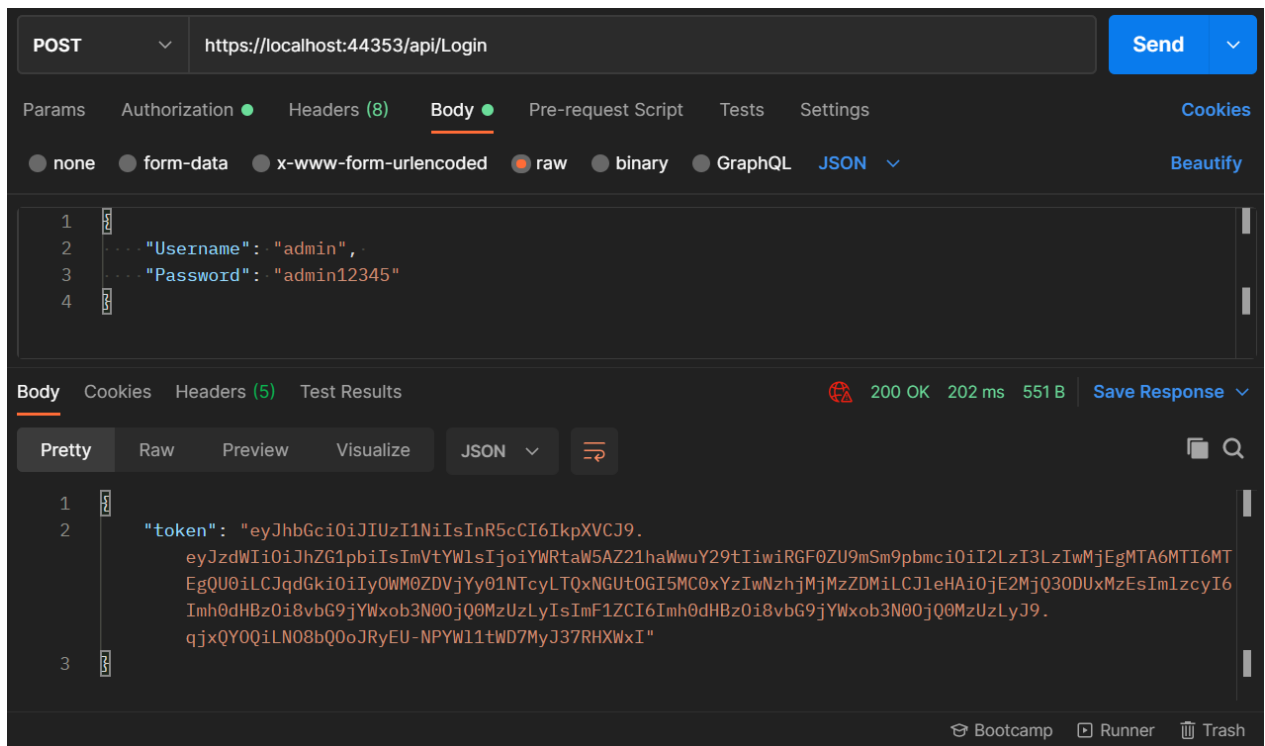 POST https://localhost:44353/api/Login Send
Params Authorization Headers (8) Body Pre-request Script Tests Settings Cookies
none form-data x-www-form-urlencoded raw binary GraphQL JSON Beautify
1 {
2 "Username": "admin",
3 "Password": "admin12345"
4 }
Body Cookies Headers (5) Test Results 200 OK 202 ms 551 B Save Response
Pretty Raw Preview Visualize JSON
1 {
2 "token": "eyJhbGciOiJIUzI1NiIsInR5cCI6IkpXVCJ9.
eyJzdWIiOiJhZG1pbiIsImVtYWlsIjoiYWRtaW5AZ21haWwuY29tIiwiRGF0ZU9mSm9pbmciOiI2LzI3LzIwMjEgMTA6MTI6MT
EgQU0iLCJqdGkiOiIyOWM0ZDVjYy01NTcyLTQxNGUtOGI5MC0xYzIwNzhjMjMzZDMiLCJleHAiOjE2MjQ3ODUxMzEsImlzcyI6
Imh0dHBzOi8vbG9jYWxob3N0OjQ0MzUzLyIsImF1ZCI6Imh0dHBzOi8vbG9jYWxob3N0OjQ0MzUzLyJ9.
qjxQYOQiLNO8bQOoJRyEU-NPYWl1tWD7MyJ37RHXWxI"
3 }
Bootcamp Runner Trash